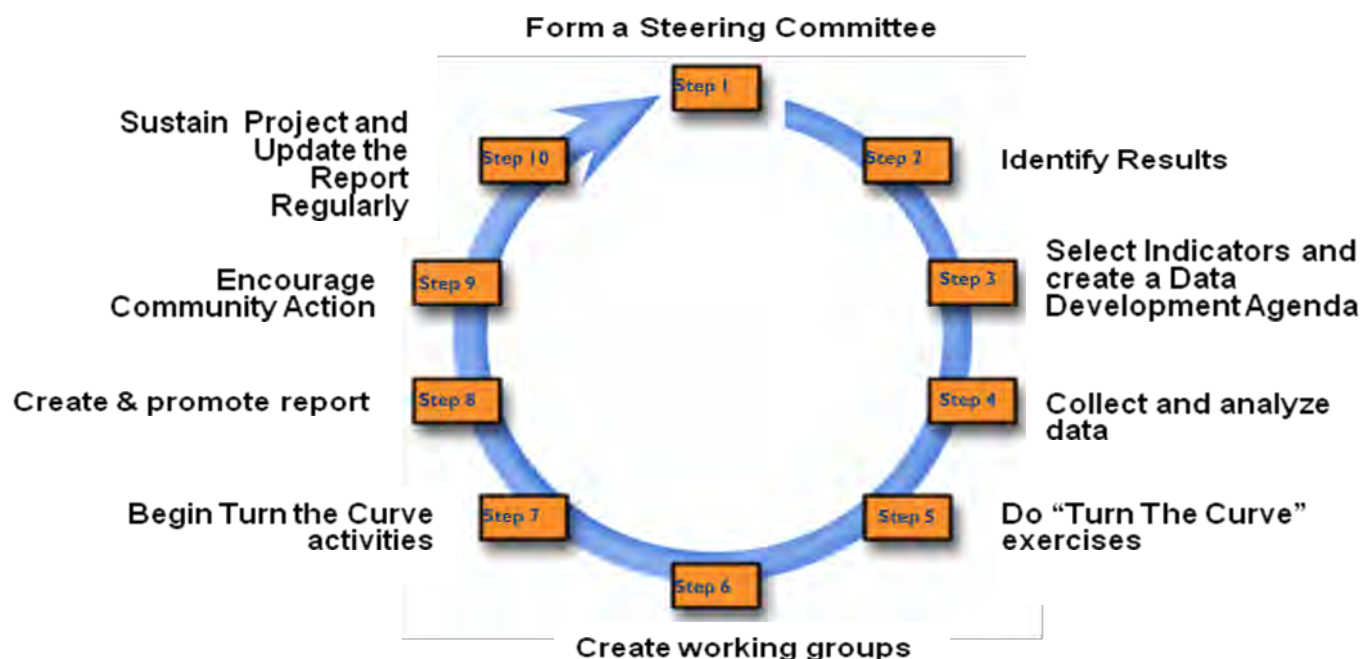 Form a Steering Committee
Step 1
Step 2
Identify Results
Step 3
Select Indicators and
create a Data
Development Agenda
Step 4
Collect and analyze
data
Step 5
Do “Turn The Curve”
exercises
Step 6
Create working groups
Step 7
Begin Turn the Curve
activities
Step 8
Create & promote report
Step 9
Encourage
Community Action
Step 10
Sustain Project and
Update the
Report
Regularly